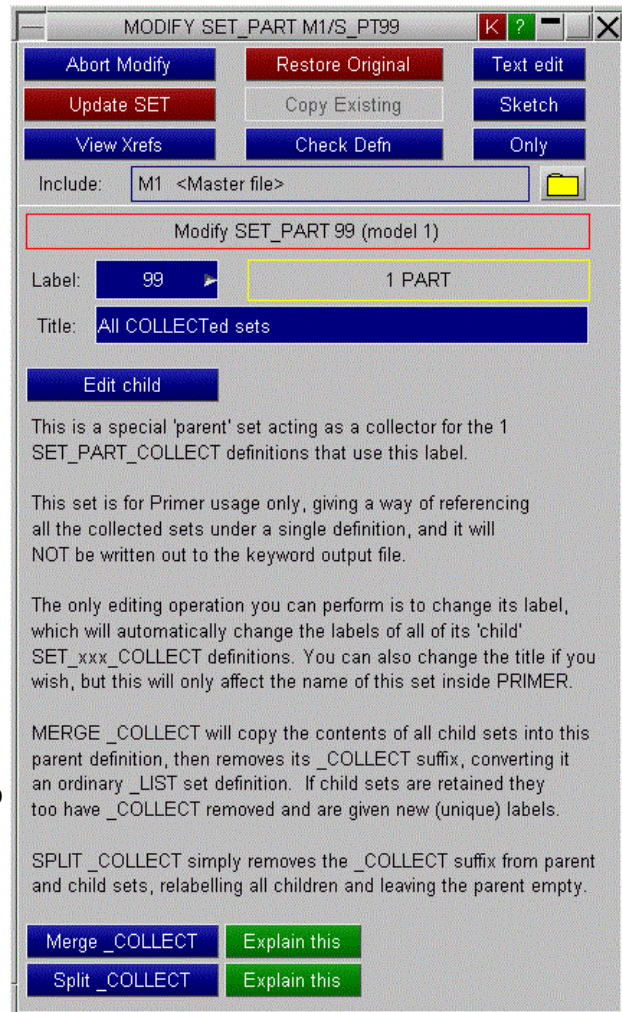 MODIFY SET_PART M1/S_PT99
K ?
Abort Modify Restore Original Text edit
Update SET Copy Existing Sketch
View Xrefs Check Defn Only
Include: M1 <Master file>
Modify SET_PART 99 (model 1)
Label: 99 1 PART
Title: All COLLECTed sets
Edit child
This is a special 'parent' set acting as a collector for the 1
SET_PART_COLLECT definitions that use this label.
This set is for Primer usage only, giving a way of referencing
all the collected sets under a single definition, and it will
NOT be written out to the keyword output file.
The only editing operation you can perform is to change its label,
which will automatically change the labels of all of its 'child'
SET_xxx_COLLECT definitions. You can also change the title if you
wish, but this will only affect the name of this set inside PRIMER.
MERGE _COLLECT will copy the contents of all child sets into this
parent definition, then removes its _COLLECT suffix, converting it
an ordinary _LIST set definition. If child sets are retained they
too have _COLLECT removed and are given new (unique) labels.
SPLIT _COLLECT simply removes the _COLLECT suffix from parent
and child sets, relabelling all children and leaving the parent empty.
Merge _COLLECT Explain this
Split _COLLECT Explain this